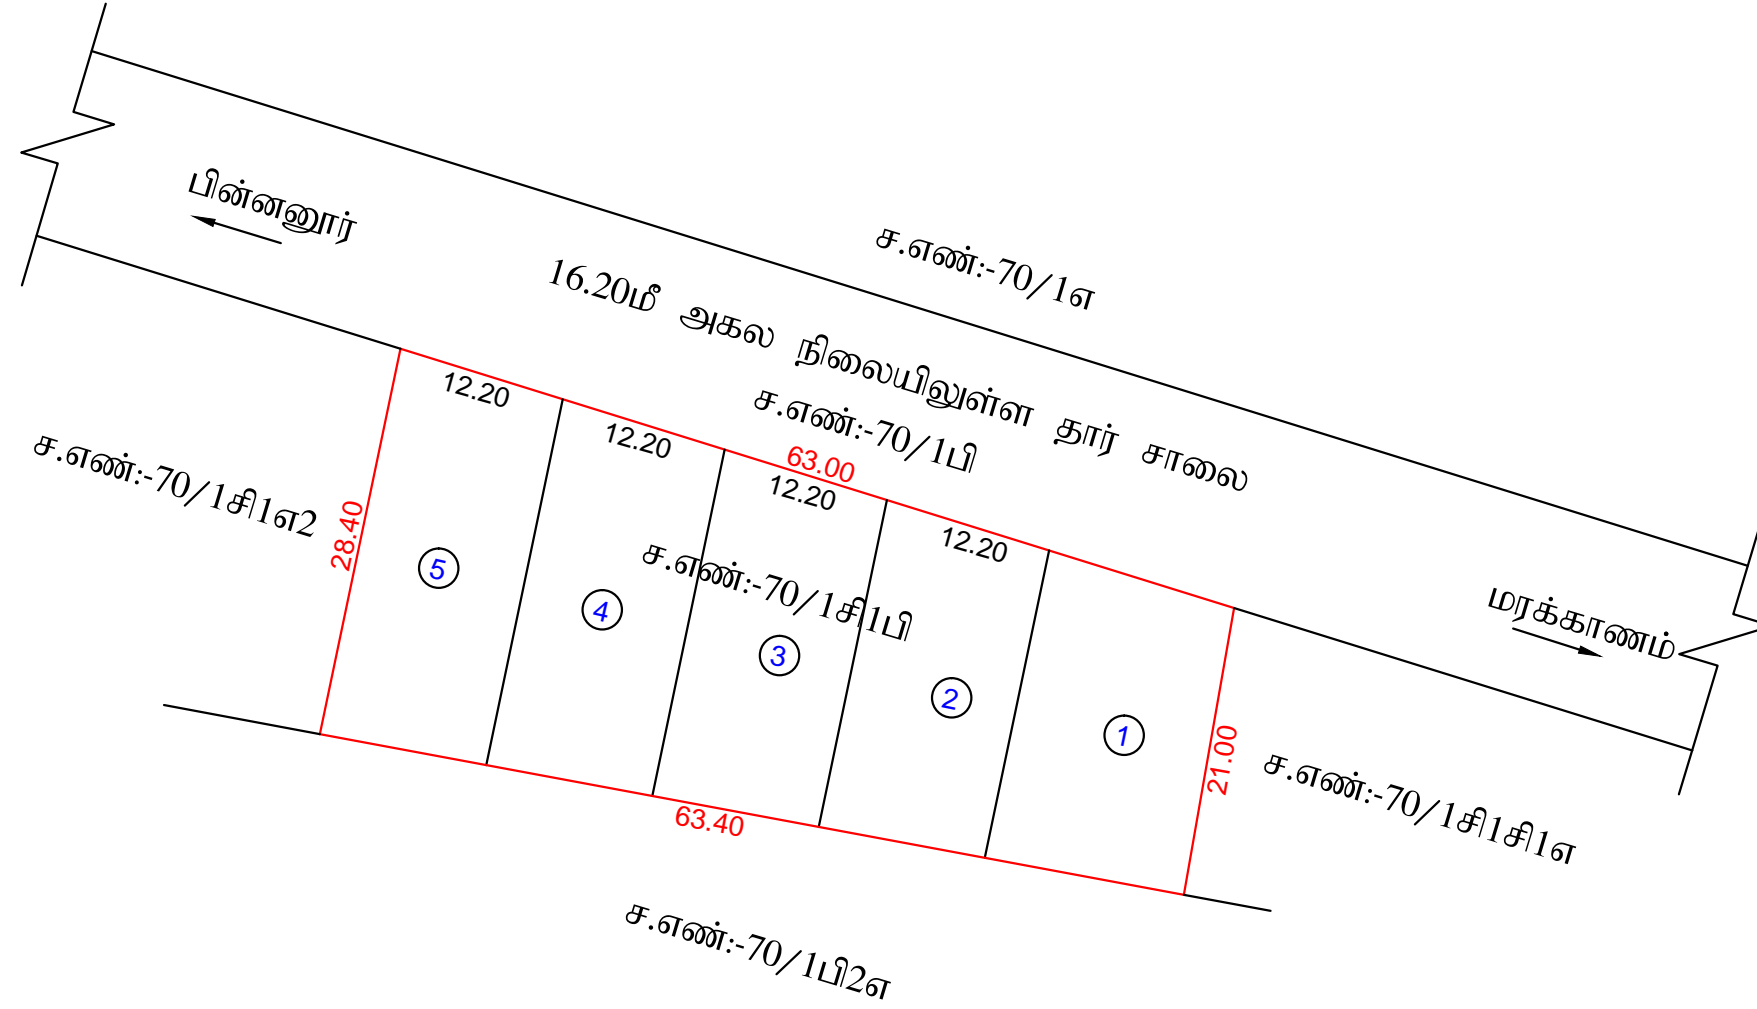 பின்னனூர்
ச.எண்:-70/1எ
16.20மீ அகல நிலையிலுள்ள தார் சாலை
ச.எண்:-70/1பி
12.20
12.20
63.00
12.20
12.20
ச.எண்:-70/1சி1எ2
28.40
ச.எண்:-70/1சி1பி
மரக்காணம்
5
4
3
2
1
21.00
ச.எண்:-70/1சி1சி1எ
63.40
ச.எண்:-70/1பி2எ